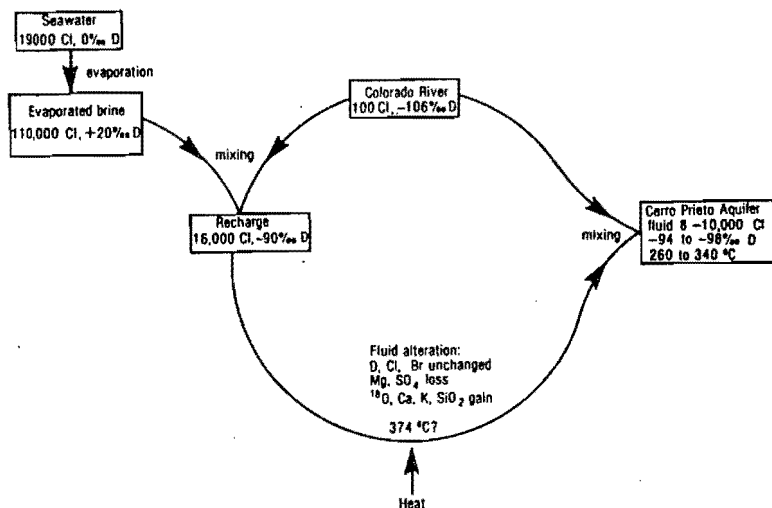 Seawater
19000 Cl, 0‰ D
evaporation
Evaporated brine
110,000 Cl, +20‰ D
mixing
Colorado River
100 Cl, -106‰ D
Recharge
16,000 Cl, -90‰ D
mixing
Cerro Prieto Aquifer
fluid 8 -10,000 Cl
-94 to -98‰ D
260 to 340 ºC
Fluid alteration:
D, Cl, Br unchanged
Mg, SO₄ loss
¹⁸O, Ca, K, SiO₂ gain
374 ºC?
Heat